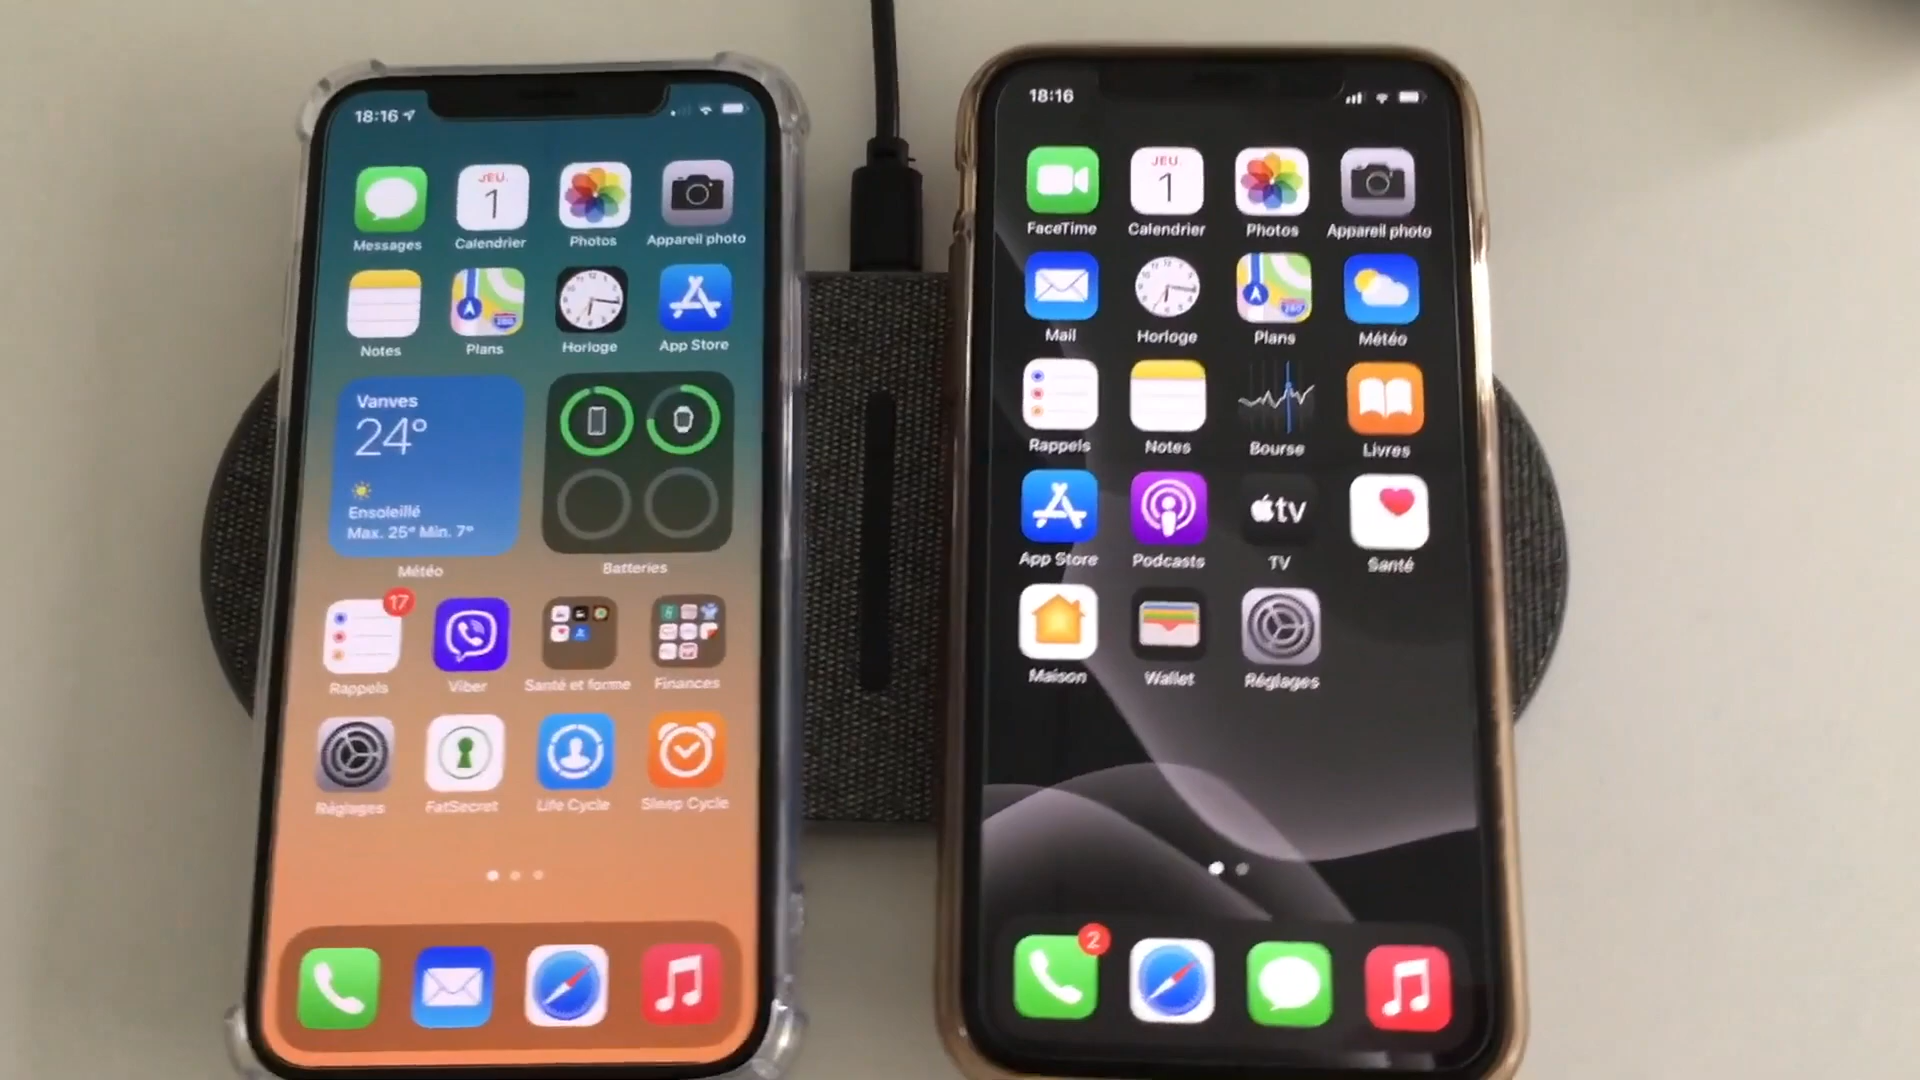 18:16
JEU.
1
Messages
Calendrier
Photos
Appareil photo
280
Notes
Plans
Horloge
App Store
Vanves
24°
Ensoleillé
Max. 25° Min. 7°
Météo
Batteries
17
Rappels
Viber
Santé et forme
Finances
Réglages
FatSecret
Life Cycle
Sleep Cycle
18:16
JEU.
1
FaceTime
Calendrier
Photos
Appareil photo
280
Mail
Horloge
Plans
Météo
Rappels
Notes
Bourse
Livres
tv
App Store
Podcasts
TV
Santé
Maison
Wallet
Réglages
2